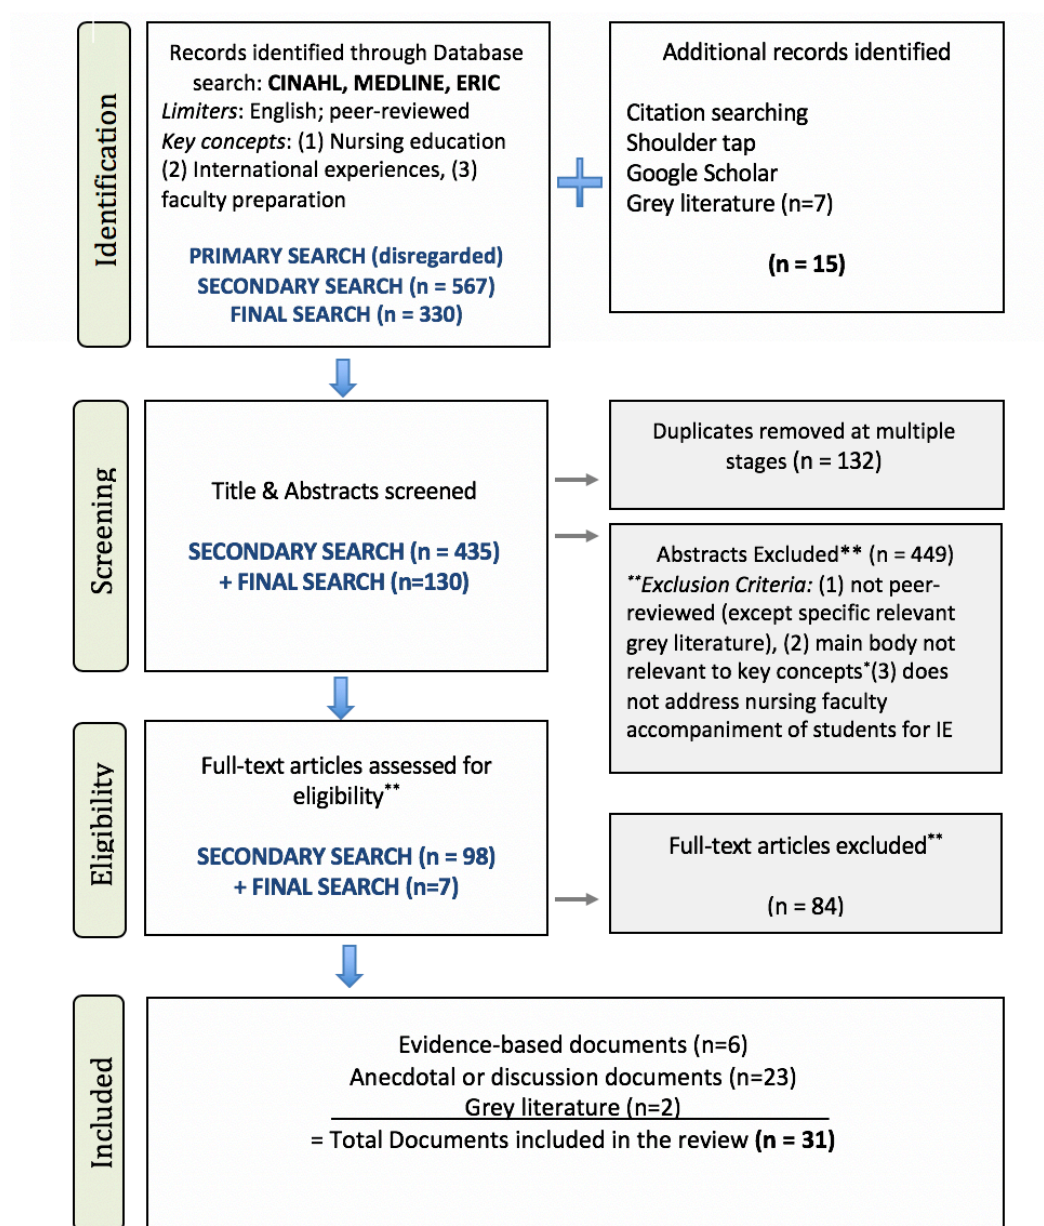 Identification
Records identified through Database
search: CINAHL, MEDLINE, ERIC
Limiters: English; peer-reviewed
Key concepts: (1) Nursing education
(2) International experiences, (3)
faculty preparation
PRIMARY SEARCH (disregarded)
SECONDARY SEARCH (n = 567)
FINAL SEARCH (n = 330)
Additional records identified
Citation searching
Shoulder tap
Google Scholar
Grey literature (n=7)
(n = 15)
Screening
Title & Abstracts screened
SECONDARY SEARCH (n = 435)
+ FINAL SEARCH (n=130)
Duplicates removed at multiple
stages (n = 132)
Abstracts Excluded** (n = 449)
**Exclusion Criteria: (1) not peer-
reviewed (except specific relevant
grey literature), (2) main body not
relevant to key concepts*(3) does
not address nursing faculty
accompaniment of students for IE
Eligibility
Full-text articles assessed for
eligibility**
SECONDARY SEARCH (n = 98)
+ FINAL SEARCH (n=7)
Full-text articles excluded**
(n = 84)
Included
Evidence-based documents (n=6)
Anecdotal or discussion documents (n=23)
Grey literature (n=2)
= Total Documents included in the review (n = 31)